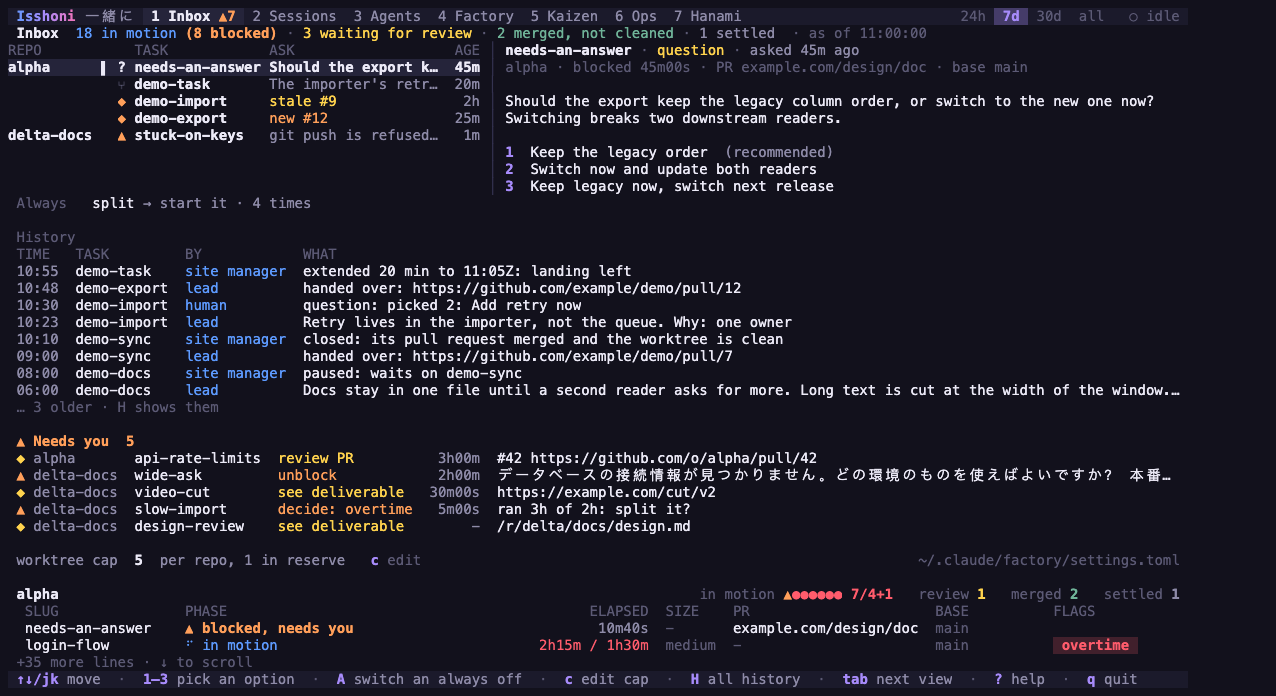 Isshoni 一緒に 1 Inbox ▲7 2 Sessions 3 Agents 4 Factory 5 Kaizen 6 Ops 7 Hanami 24h 7d 30d all ○ idle
Inbox 18 in motion (8 blocked) · 3 waiting for review · 2 merged, not cleaned · 1 settled · as of 11:00:00
REPO TASK ASK AGE
alpha ? needs-an-answer Should the export k… 45m
demo-task The importer's retr… 20m
◆ demo-import stale #9 2h
◆ demo-export new #12 25m
delta-docs ▲ stuck-on-keys git push is refused… 1m
needs-an-answer · question · asked 45m ago
alpha · blocked 45m00s · PR example.com/design/doc · base main
Should the export keep the legacy column order, or switch to the new one now?
Switching breaks two downstream readers.
1 Keep the legacy order (recommended)
2 Switch now and update both readers
3 Keep legacy now, switch next release
Always split → start it · 4 times
History
TIME TASK BY WHAT
10:55 demo-task site manager extended 20 min to 11:05Z: landing left
10:48 demo-export lead handed over: https://github.com/example/demo/pull/12
10:30 demo-import human question: picked 2: Add retry now
10:23 demo-import lead Retry lives in the importer, not the queue. Why: one owner
10:10 demo-sync site manager closed: its pull request merged and the worktree is clean
09:00 demo-sync lead handed over: https://github.com/example/demo/pull/7
08:00 demo-docs site manager paused: waits on demo-sync
06:00 demo-docs lead Docs stay in one file until a second reader asks for more. Long text is cut at the width of the window.…
… 3 older · H shows them
▲ Needs you 5
◆ alpha api-rate-limits review PR 3h00m #42 https://github.com/o/alpha/pull/42
▲ delta-docs wide-ask unblock 2h00m データベースの接続情報が見つかりません。どの環境のものを使えばよいですか? 本番…
◆ delta-docs video-cut see deliverable 30m00s https://example.com/cut/v2
▲ delta-docs slow-import decide: overtime 5m00s ran 3h of 2h: split it?
◆ delta-docs design-review see deliverable – /r/delta/docs/design.md
worktree cap 5 per repo, 1 in reserve c edit ~/.claude/factory/settings.toml
alpha in motion ▲●●●●●● 7/4+1 review 1 merged 2 settled 1
SLUG PHASE ELAPSED SIZE PR BASE FLAGS
needs-an-answer ▲ blocked, needs you 10m40s – example.com/design/doc main
login-flow in motion 2h15m / 1h30m medium – main overtime
+35 more lines · ↓ to scroll
↑↓/jk move · 1–3 pick an option · A switch an always off · c edit cap · H all history · tab next view · ? help · q quit